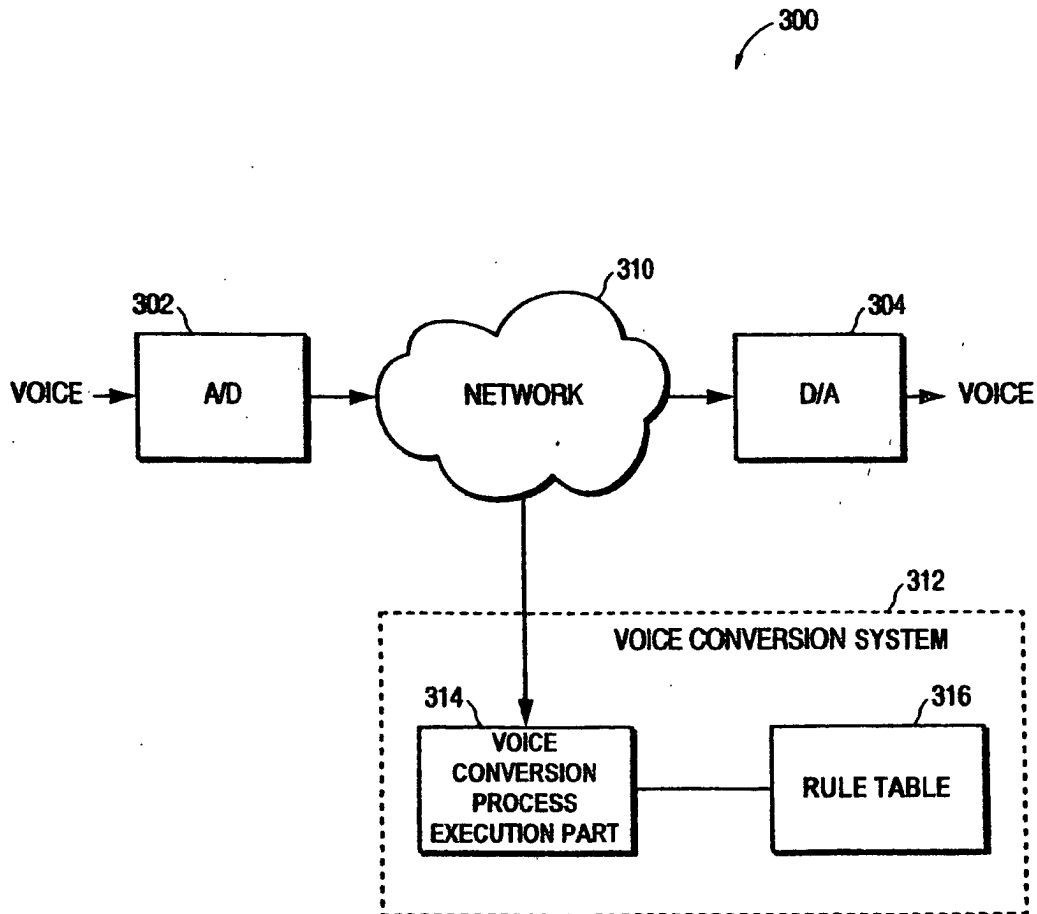 300
310
302
304
VOICE
A/D
NETWORK
D/A
VOICE
312
VOICE CONVERSION SYSTEM
314
316
VOICE
CONVERSION
PROCESS
EXECUTION PART
RULE TABLE